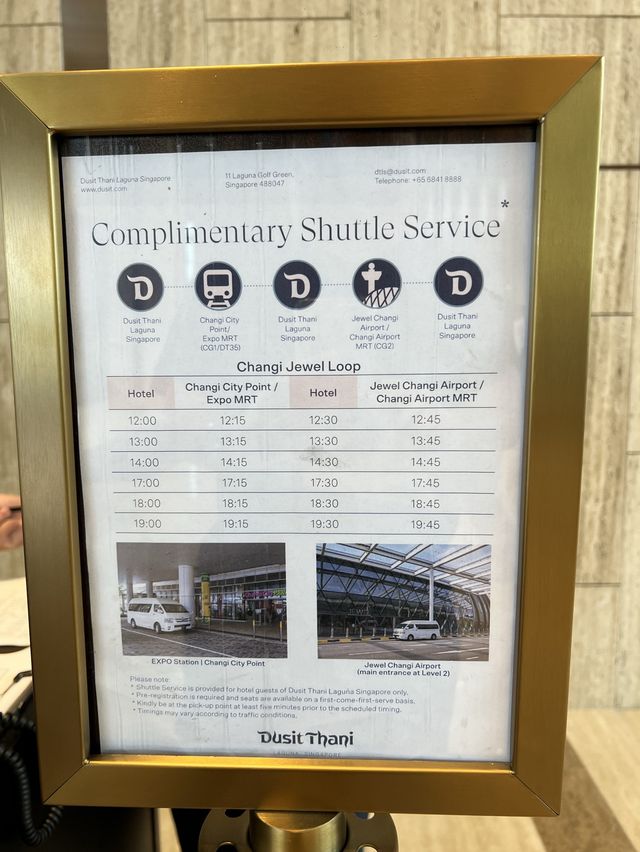 Dusit Thani Laguna Singapore
www.dusit.com
11 Laguna Golf Green,
Singapore 488047
dtls@dusit.com
Telephone: +65 6841 8888
Complimentary Shuttle Service*
Dusit Thani
Laguna
Singapore
Changi City
Point/
Expo MRT
(CG1/DT35)
Dusit Thani
Laguna
Singapore
Jewel Changi
Airport /
Changi Airport
MRT (CG2)
Dusit Thani
Laguna
Singapore
Changi Jewel Loop
Hotel Changi City Point / Expo MRT Hotel Jewel Changi Airport / Changi Airport MRT
12:00 12:15 12:30 12:45
13:00 13:15 13:30 13:45
14:00 14:15 14:30 14:45
17:00 17:15 17:30 17:45
18:00 18:15 18:30 18:45
19:00 19:15 19:30 19:45
EXPO Station | Changi City Point
Jewel Changi Airport
(main entrance at Level 2)
Please note:
* Shuttle Service is provided for hotel guests of Dusit Thani Laguna Singapore only.
* Pre-registration is required and seats are available on a first-come-first-serve basis.
* Kindly be at the pick-up point at least five minutes prior to the scheduled timing.
* Timings may vary according to traffic conditions.
Dusit Thani
LAGUNA SINGAPORE